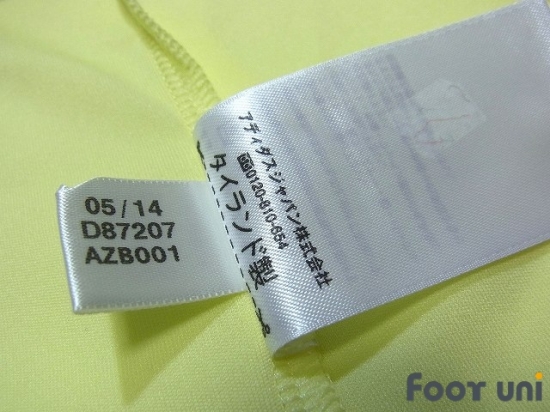 05/14
D87207
AZB001
アディダスジャパン株式会社
0120-810-654
タイランド製
FOOT UNI